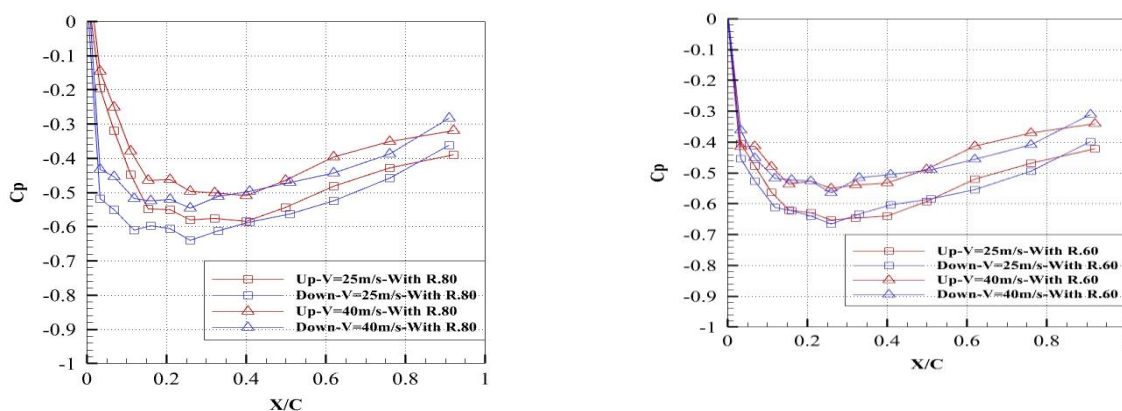 0
-0.1
-0.2
-0.3
-0.4
-0.5
-0.6
-0.7
-0.8
-0.9
-1
Cp
Up-V=25m/s-With R.80
Down-V=25m/s-With R.80
Up-V=40m/s-With R.80
Down-V=40m/s-With R.80
0 0.2 0.4 0.6 0.8 1
X/C
0
-0.1
-0.2
-0.3
-0.4
-0.5
-0.6
-0.7
-0.8
-0.9
-1
Cp
Up-V=25m/s-With R.60
Down-V=25m/s-With R.60
Up-V=40m/s-With R.60
Down-V=40m/s-With R.60
0 0.2 0.4 0.6 0.8
X/C